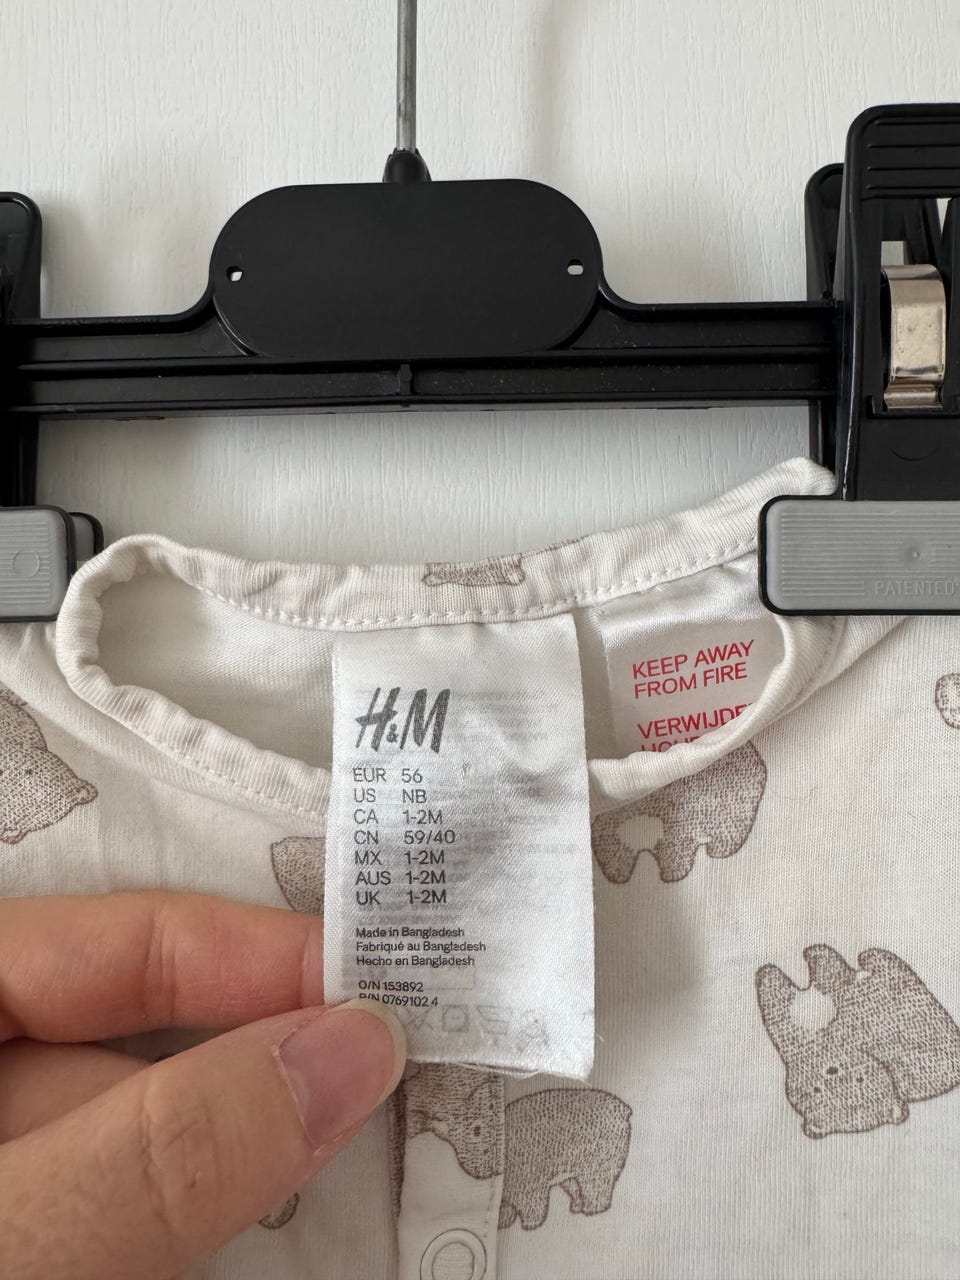 PATENTED
KEEP AWAY
FROM FIRE
H&M
EUR 56
US NB
CA 1-2M
CN 59/40
MX 1-2M
AUS 1-2M
UK 1-2M
Made in Bangladesh
Fabriqué au Bangladesh
Hecho en Bangladesh
O/N 153892
P/N 0769102 4